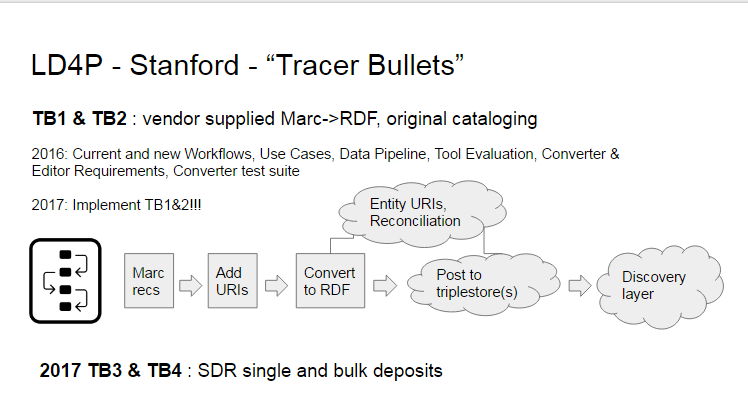 LD4P - Stanford - “Tracer Bullets”
TB1 & TB2 : vendor supplied Marc->RDF, original cataloging
2016: Current and new Workflows, Use Cases, Data Pipeline, Tool Evaluation, Converter &
Editor Requirements, Converter test suite
2017: Implement TB1&2!!!
Entity URIs,
Reconciliation
Marc
recs
Add
URIs
Convert
to RDF
Post to
triplestore(s)
Discovery
layer
2017 TB3 & TB4 : SDR single and bulk deposits